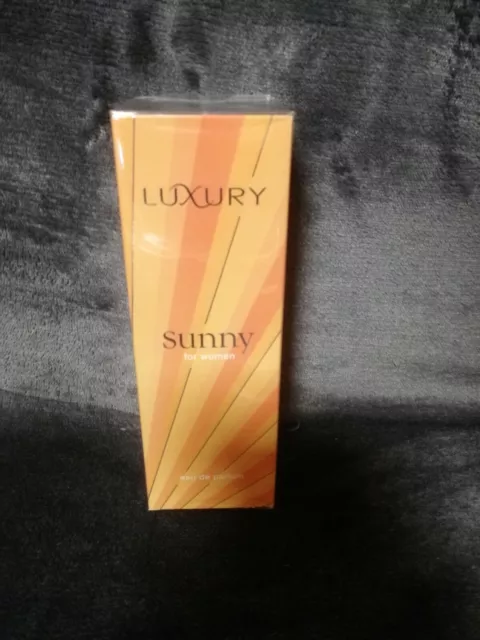 LUXURY
sunny
for women
eau de parfum